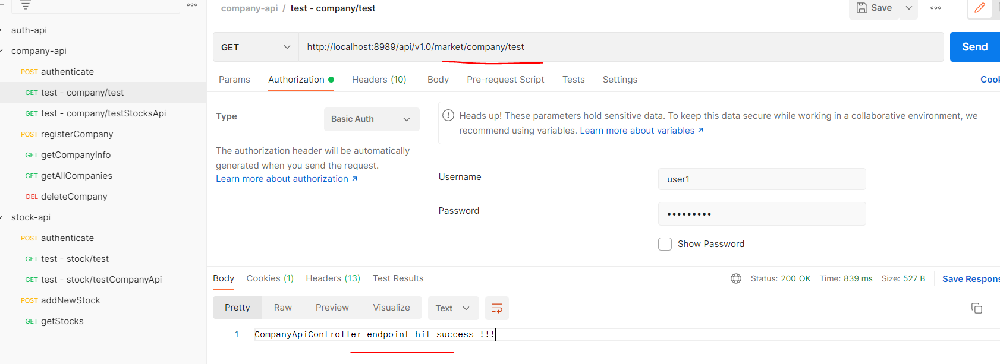 company-api / test - company/test
Save
auth-api
company-api
POST authenticate
GET test - company/test
GET test - company/testStocksApi
POST registerCompany
GET getCompanyInfo
GET getAllCompanies
DEL deleteCompany
stock-api
POST authenticate
GET test - stock/test
GET test - stock/testCompanyApi
POST addNewStock
GET getStocks
GET http://localhost:8989/api/v1.0/market/company/test Send
Params Authorization Headers (10) Body Pre-request Script Tests Settings Cook
Type Basic Auth
The authorization header will be automatically
generated when you send the request.
Learn more about authorization ↗
Heads up! These parameters hold sensitive data. To keep this data secure while working in a collaborative environment, we
recommend using variables. Learn more about variables ↗
Username user1
Password •••••••••
Show Password
Body Cookies (1) Headers (13) Test Results Status: 200 OK Time: 839 ms Size: 527 B Save Respons
Pretty Raw Preview Visualize Text
1 CompanyApiController endpoint hit success !!!